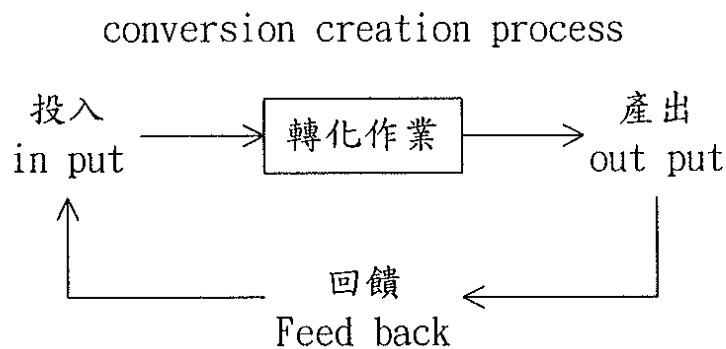 conversion creation process
投入
in put
轉化作業
產出
out put
回饋
Feed back